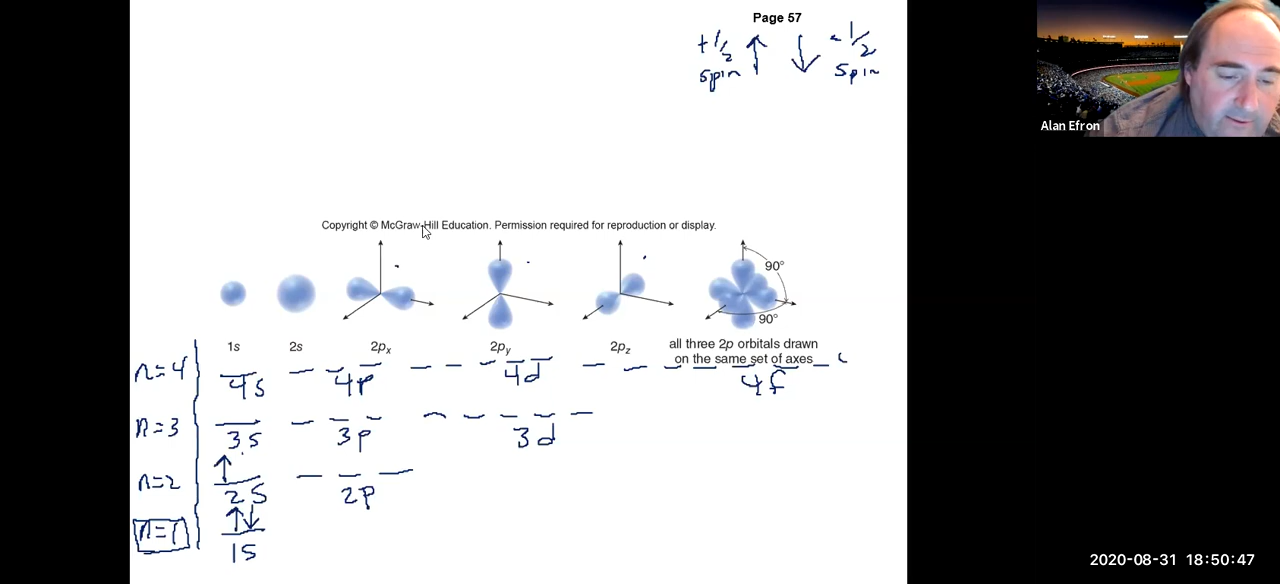 Page 57
+1/2 ↑ ↓ -1/2
spin spin
Alan Efron
Copyright © McGraw-Hill Education. Permission required for reproduction or display.
90°
90°
1s 2s 2pₓ 2pᵧ 2p_z all three 2p orbitals drawn
on the same set of axes
n=4 4s 4p 4d 4f
n=3 3s 3p 3d
n=2 ↑ 2s 2p
n=1 ↑↓ 1s
2020-08-31 18:50:47